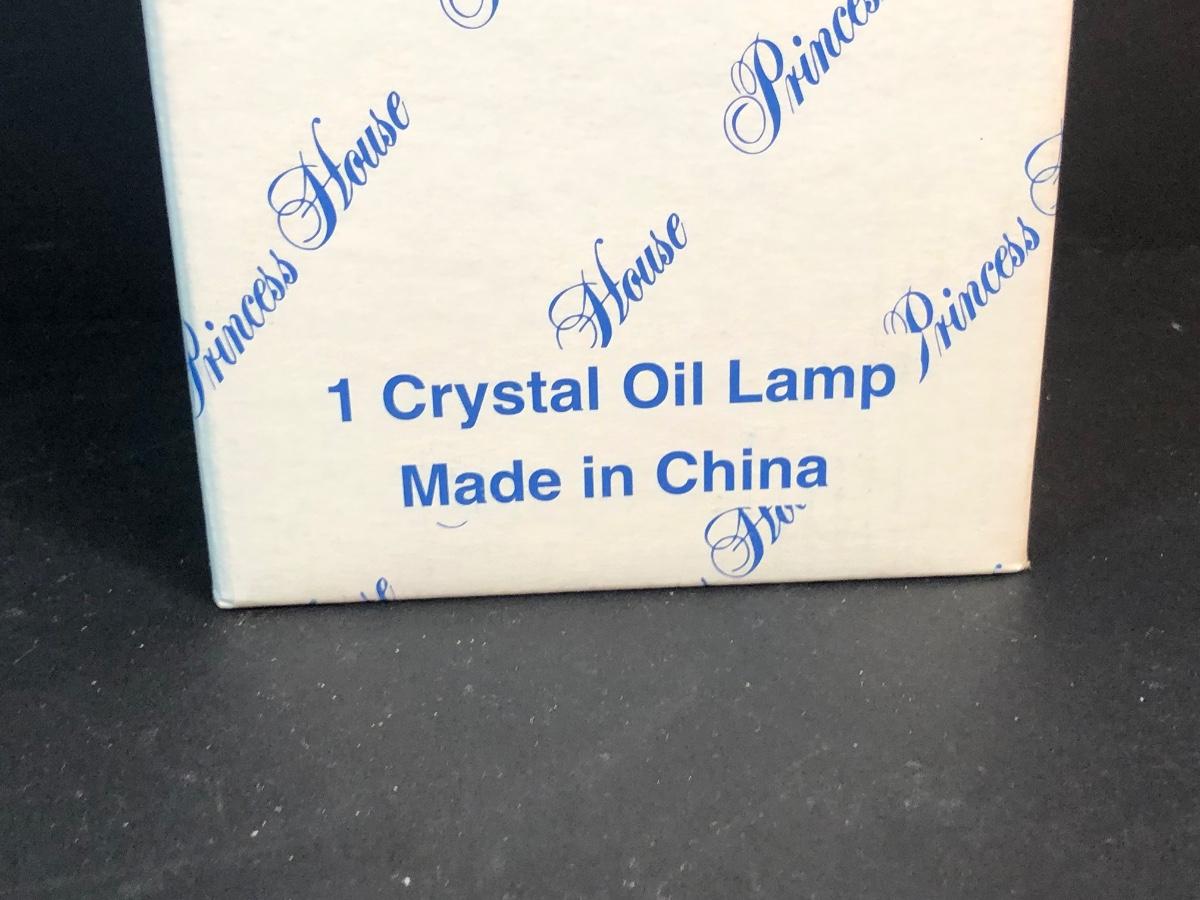 Princess
Princess House
House
Princess
1 Crystal Oil Lamp
Made in China